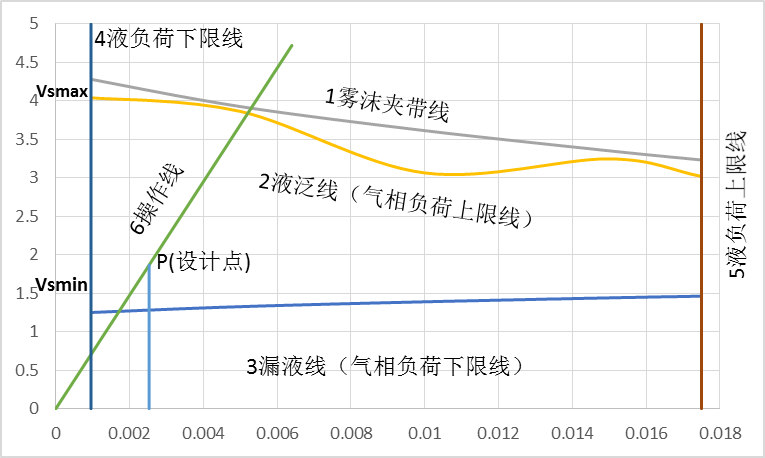 5
4液负荷下限线
4.5
Vsmax
4
1雾沫夹带线
3.5
3
2液泛线（气相负荷上限线）
2.5
6操作线
2
P(设计点)
5液负荷上限线
Vsmin
1.5
1
0.5
3漏液线（气相负荷下限线）
0
0 0.002 0.004 0.006 0.008 0.01 0.012 0.014 0.016 0.018